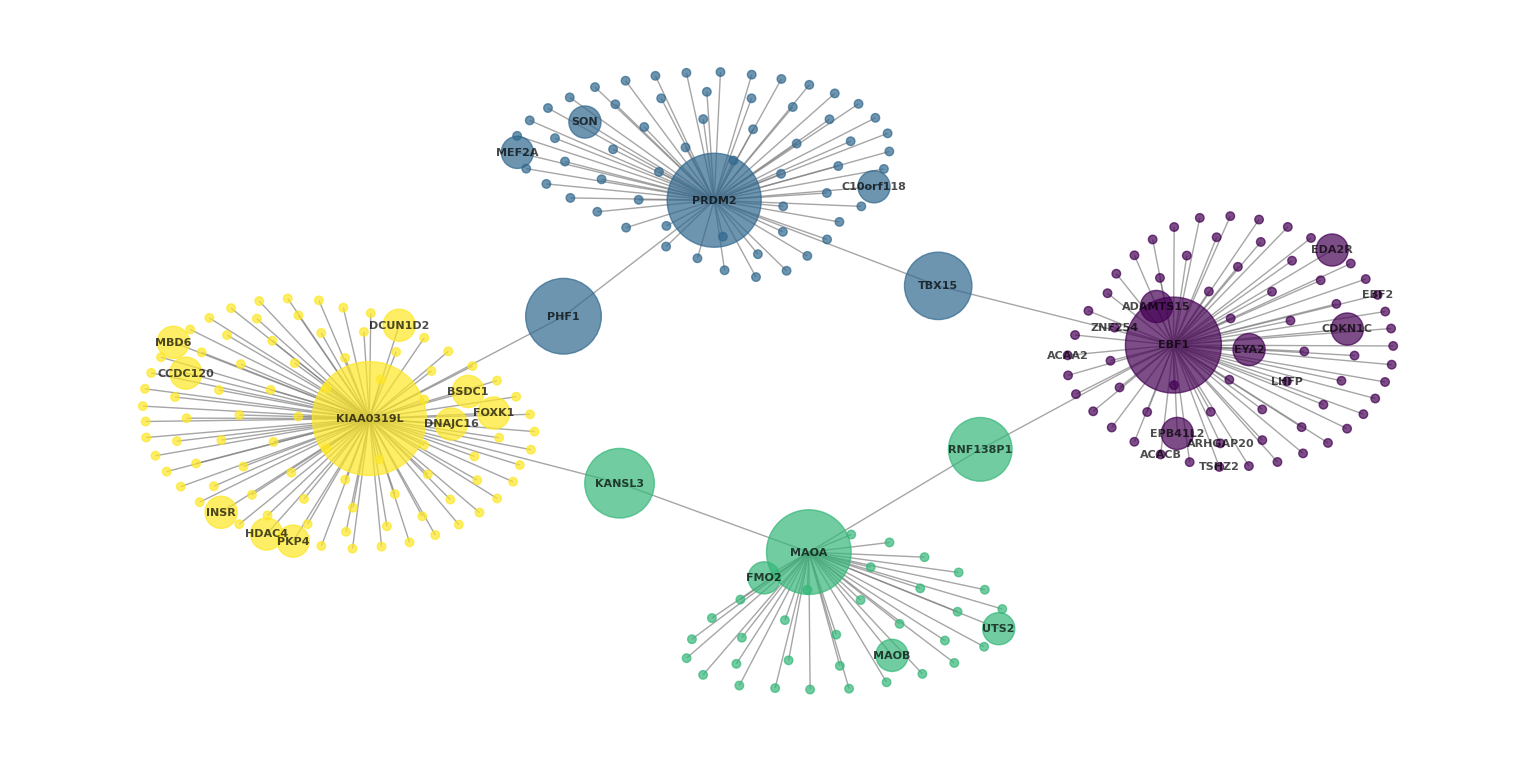 SON
MEF2A
C10orf118
PRDM2
EDA2R
TBX15
EBF2
ADAMTS15
PHF1
DCUN1D2
ZNF254
CDKN1C
MBD6
EBF1
EYA2
ACAA2
CCDC120
LHFP
BSDC1
FOXK1
KIAA0319L
DNAJC16
EPB41L2
ARHGAP20
RNF138P1
ACACB
TSHZ2
KANSL3
INSR
HDAC4
PKP4
MAOA
FMO2
UTS2
MAOB